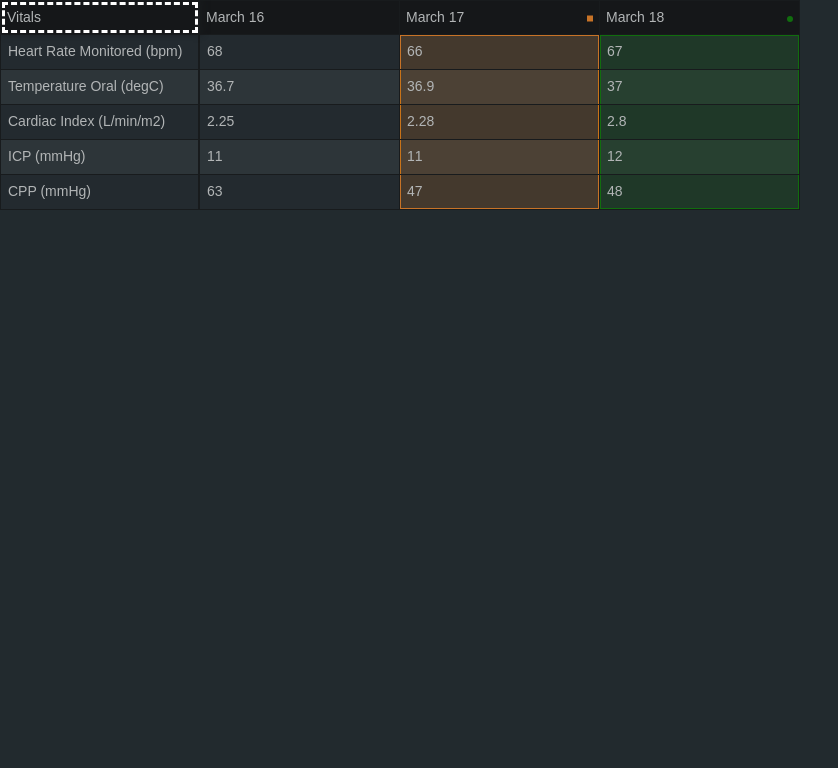 Vitals March 16 March 17 March 18
Heart Rate Monitored (bpm) 68 66 67
Temperature Oral (degC) 36.7 36.9 37
Cardiac Index (L/min/m2) 2.25 2.28 2.8
ICP (mmHg) 11 11 12
CPP (mmHg) 63 47 48